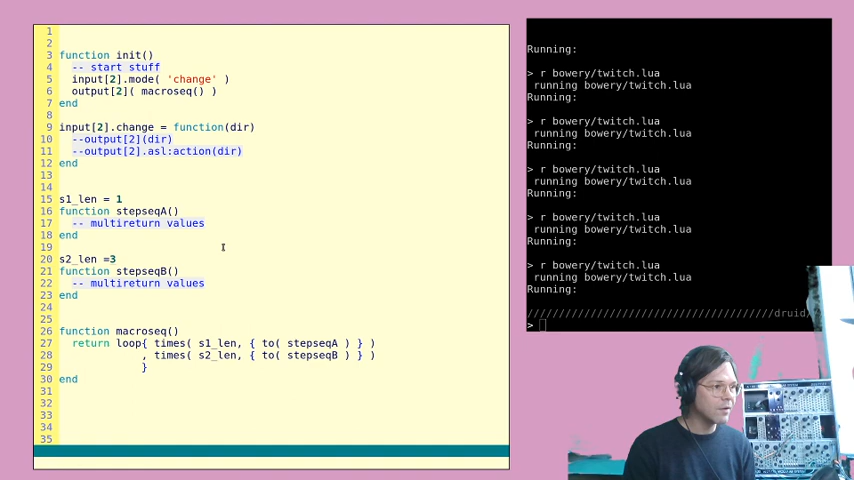 1
2
3 function init()
4 -- start stuff
5 input[2].mode( 'change' )
6 output[2]( macroseq() )
7 end
8
9 input[2].change = function(dir)
10 --output[2](dir)
11 --output[2].asl:action(dir)
12 end
13
14
15 s1_len = 1
16 function stepseqA()
17 -- multireturn values
18 end
19
20 s2_len =3
21 function stepseqB()
22 -- multireturn values
23 end
24
25
26 function macroseq()
27 return loop{ times( s1_len, { to( stepseqA ) } )
28 , times( s2_len, { to( stepseqB ) } )
29 }
30 end
31
32
33
34
35
Running:
> r bowery/twitch.lua
running bowery/twitch.lua
Running:
> r bowery/twitch.lua
running bowery/twitch.lua
Running:
> r bowery/twitch.lua
running bowery/twitch.lua
Running:
> r bowery/twitch.lua
running bowery/twitch.lua
Running:
> r bowery/twitch.lua
running bowery/twitch.lua
Running:
/////////////////////////////////////////druid/
>